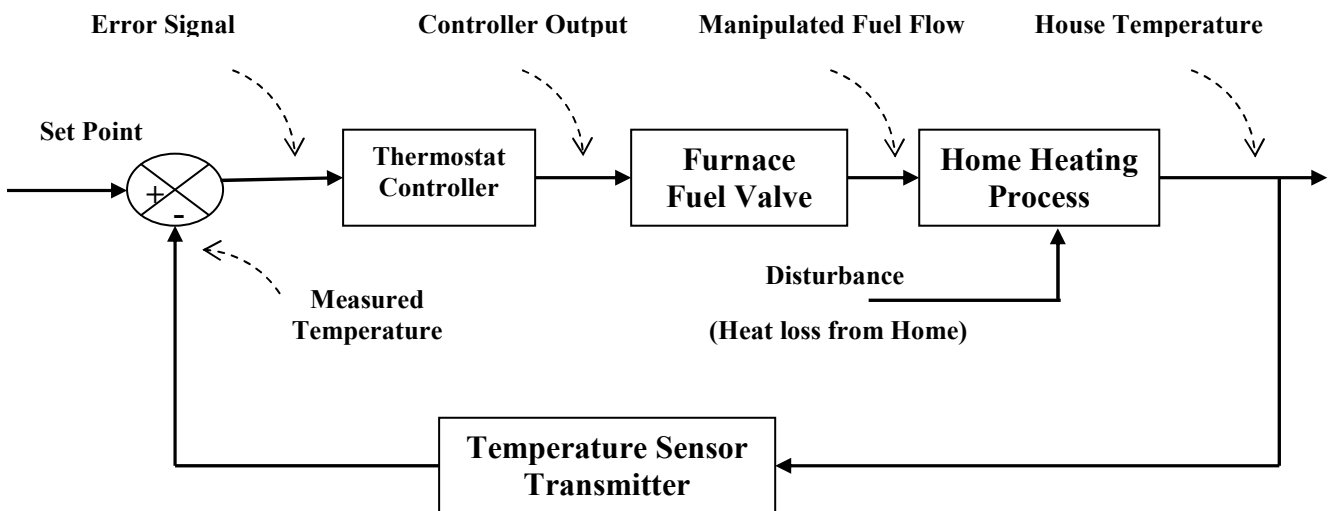 Error Signal
Controller Output
Manipulated Fuel Flow
House Temperature
Set Point
+
-
Thermostat
Controller
Furnace
Fuel Valve
Home Heating
Process
Measured
Temperature
Disturbance
(Heat loss from Home)
Temperature Sensor
Transmitter